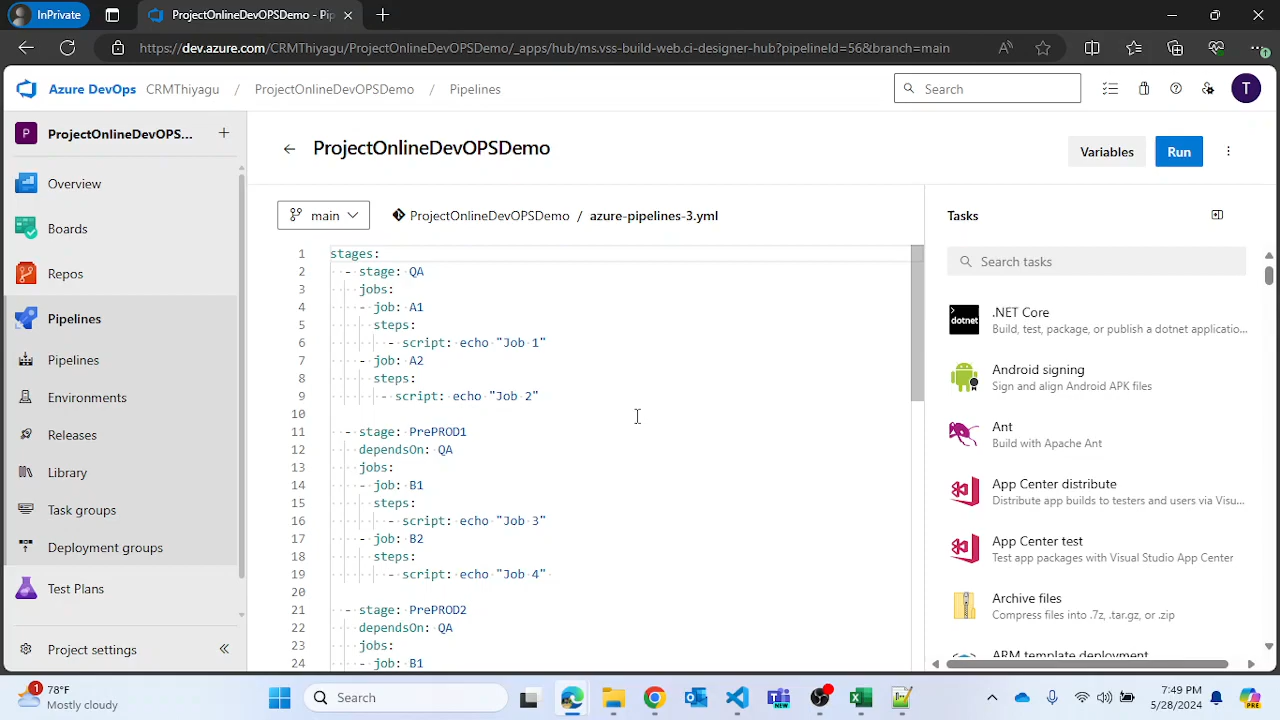 InPrivate
ProjectOnlineDevOPSDemo - Pip
https://dev.azure.com/CRMThiyagu/ProjectOnlineDevOPSDemo/_apps/hub/ms.vss-build-web.ci-designer-hub?pipelineId=56&branch=main
Azure DevOps CRMThiyagu / ProjectOnlineDevOPSDemo / Pipelines
Search
T
P ProjectOnlineDevOPS...
Overview
Boards
Repos
Pipelines
Pipelines
Environments
Releases
Library
Task groups
Deployment groups
Test Plans
Project settings
ProjectOnlineDevOPSDemo
Variables
Run
main
ProjectOnlineDevOPSDemo / azure-pipelines-3.yml
1 stages:
2 - stage: QA
3 jobs:
4 - job: A1
5 steps:
6 - script: echo "Job 1"
7 - job: A2
8 steps:
9 - script: echo "Job 2"
10
11 - stage: PrePROD1
12 dependsOn: QA
13 jobs:
14 - job: B1
15 steps:
16 - script: echo "Job 3"
17 - job: B2
18 steps:
19 - script: echo "Job 4"
20
21 - stage: PrePROD2
22 dependsOn: QA
23 jobs:
24 - job: B1
Tasks
Search tasks
.NET Core
Build, test, package, or publish a dotnet applicatio...
Android signing
Sign and align Android APK files
Ant
Build with Apache Ant
App Center distribute
Distribute app builds to testers and users via Visu...
App Center test
Test app packages with Visual Studio App Center
Archive files
Compress files into .7z, .tar.gz, or .zip
ARM template deployment
1
78°F
Mostly cloudy
Search
NEW
7:49 PM
5/28/2024
PRE